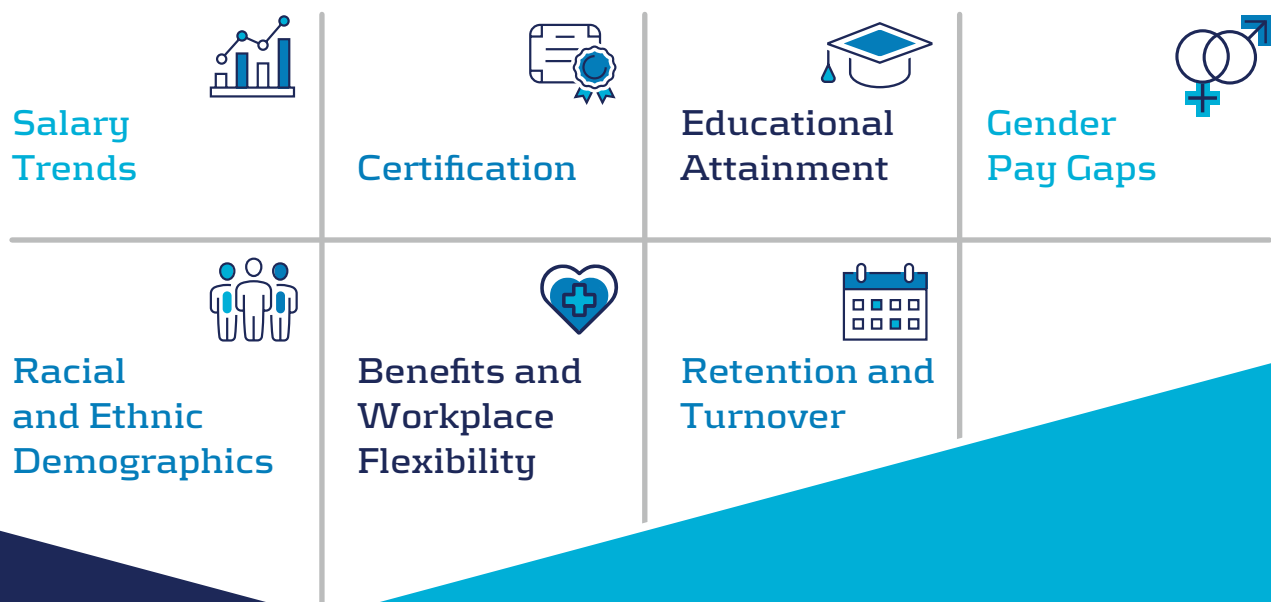 Salary
Trends
Certification
Educational
Attainment
Gender
Pay Gaps
Racial
and Ethnic
Demographics
Benefits and
Workplace
Flexibility
Retention and
Turnover